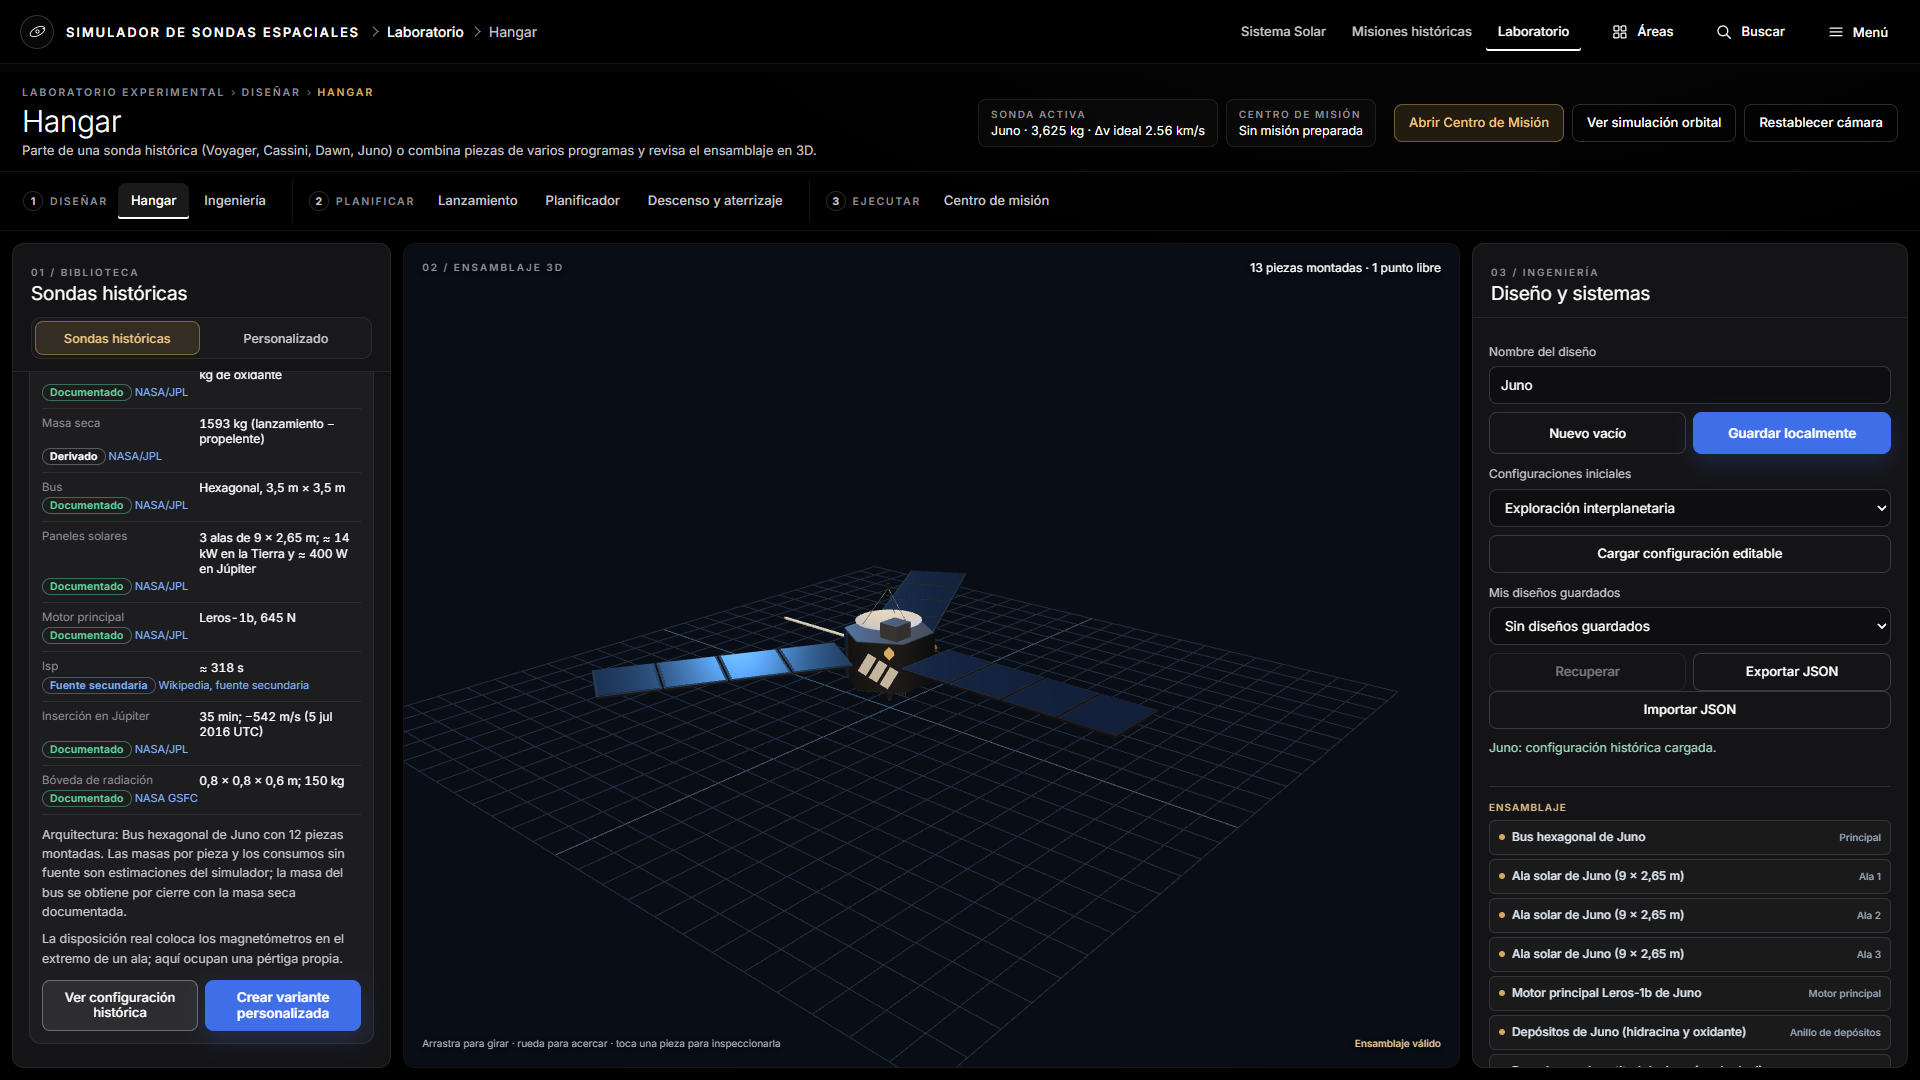 SIMULADOR DE SONDAS ESPACIALES
Laboratorio
Hangar
Sistema Solar
Misiones históricas
Laboratorio
Áreas
Buscar
Menú
LABORATORIO EXPERIMENTAL › DISEÑAR › HANGAR
Hangar
Parte de una sonda histórica (Voyager, Cassini, Dawn, Juno) o combina piezas de varios programas y revisa el ensamblaje en 3D.
SONDA ACTIVA
Juno · 3,625 kg · Δv ideal 2.56 km/s
CENTRO DE MISIÓN
Sin misión preparada
Abrir Centro de Misión
Ver simulación orbital
Restablecer cámara
1 DISEÑAR
Hangar
Ingeniería
2 PLANIFICAR
Lanzamiento
Planificador
Descenso y aterrizaje
3 EJECUTAR
Centro de misión
01 / BIBLIOTECA
Sondas históricas
Sondas históricas
Personalizado
kg de oxidante
Documentado NASA/JPL
Masa seca
1593 kg (lanzamiento −
propelente)
Derivado NASA/JPL
Bus
Hexagonal, 3,5 m × 3,5 m
Documentado NASA/JPL
Paneles solares
3 alas de 9 × 2,65 m; ≈ 14
kW en la Tierra y ≈ 400 W
en Júpiter
Documentado NASA/JPL
Motor principal
Leros-1b, 645 N
Documentado NASA/JPL
Isp
≈ 318 s
Fuente secundaria Wikipedia, fuente secundaria
Inserción en Júpiter
35 min; −542 m/s (5 jul
2016 UTC)
Documentado NASA/JPL
Bóveda de radiación
0,8 × 0,8 × 0,6 m; 150 kg
Documentado NASA GSFC
Arquitectura: Bus hexagonal de Juno con 12 piezas
montadas. Las masas por pieza y los consumos sin
fuente son estimaciones del simulador; la masa del
bus se obtiene por cierre con la masa seca
documentada.
La disposición real coloca los magnetómetros en el
extremo de un ala; aquí ocupan una pértiga propia.
Ver configuración
histórica
Crear variante
personalizada
02 / ENSAMBLAJE 3D
13 piezas montadas · 1 punto libre
Arrastra para girar · rueda para acercar · toca una pieza para inspeccionarla
Ensamblaje válido
03 / INGENIERÍA
Diseño y sistemas
Nombre del diseño
Juno
Nuevo vacío
Guardar localmente
Configuraciones iniciales
Exploración interplanetaria
Cargar configuración editable
Mis diseños guardados
Sin diseños guardados
Recuperar
Exportar JSON
Importar JSON
Juno: configuración histórica cargada.
ENSAMBLAJE
Bus hexagonal de Juno
Principal
Ala solar de Juno (9 × 2,65 m)
Ala 1
Ala solar de Juno (9 × 2,65 m)
Ala 2
Ala solar de Juno (9 × 2,65 m)
Ala 3
Motor principal Leros-1b de Juno
Motor principal
Depósitos de Juno (hidracina y oxidante)
Anillo de depósitos